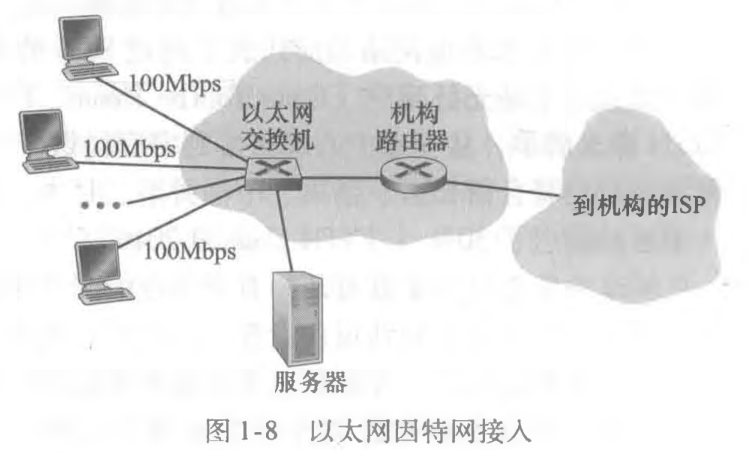 100Mbps
以太网
交换机
机构
路由器
100Mbps
到机构的ISP
100Mbps
服务器
图 1-8 以太网因特网接入